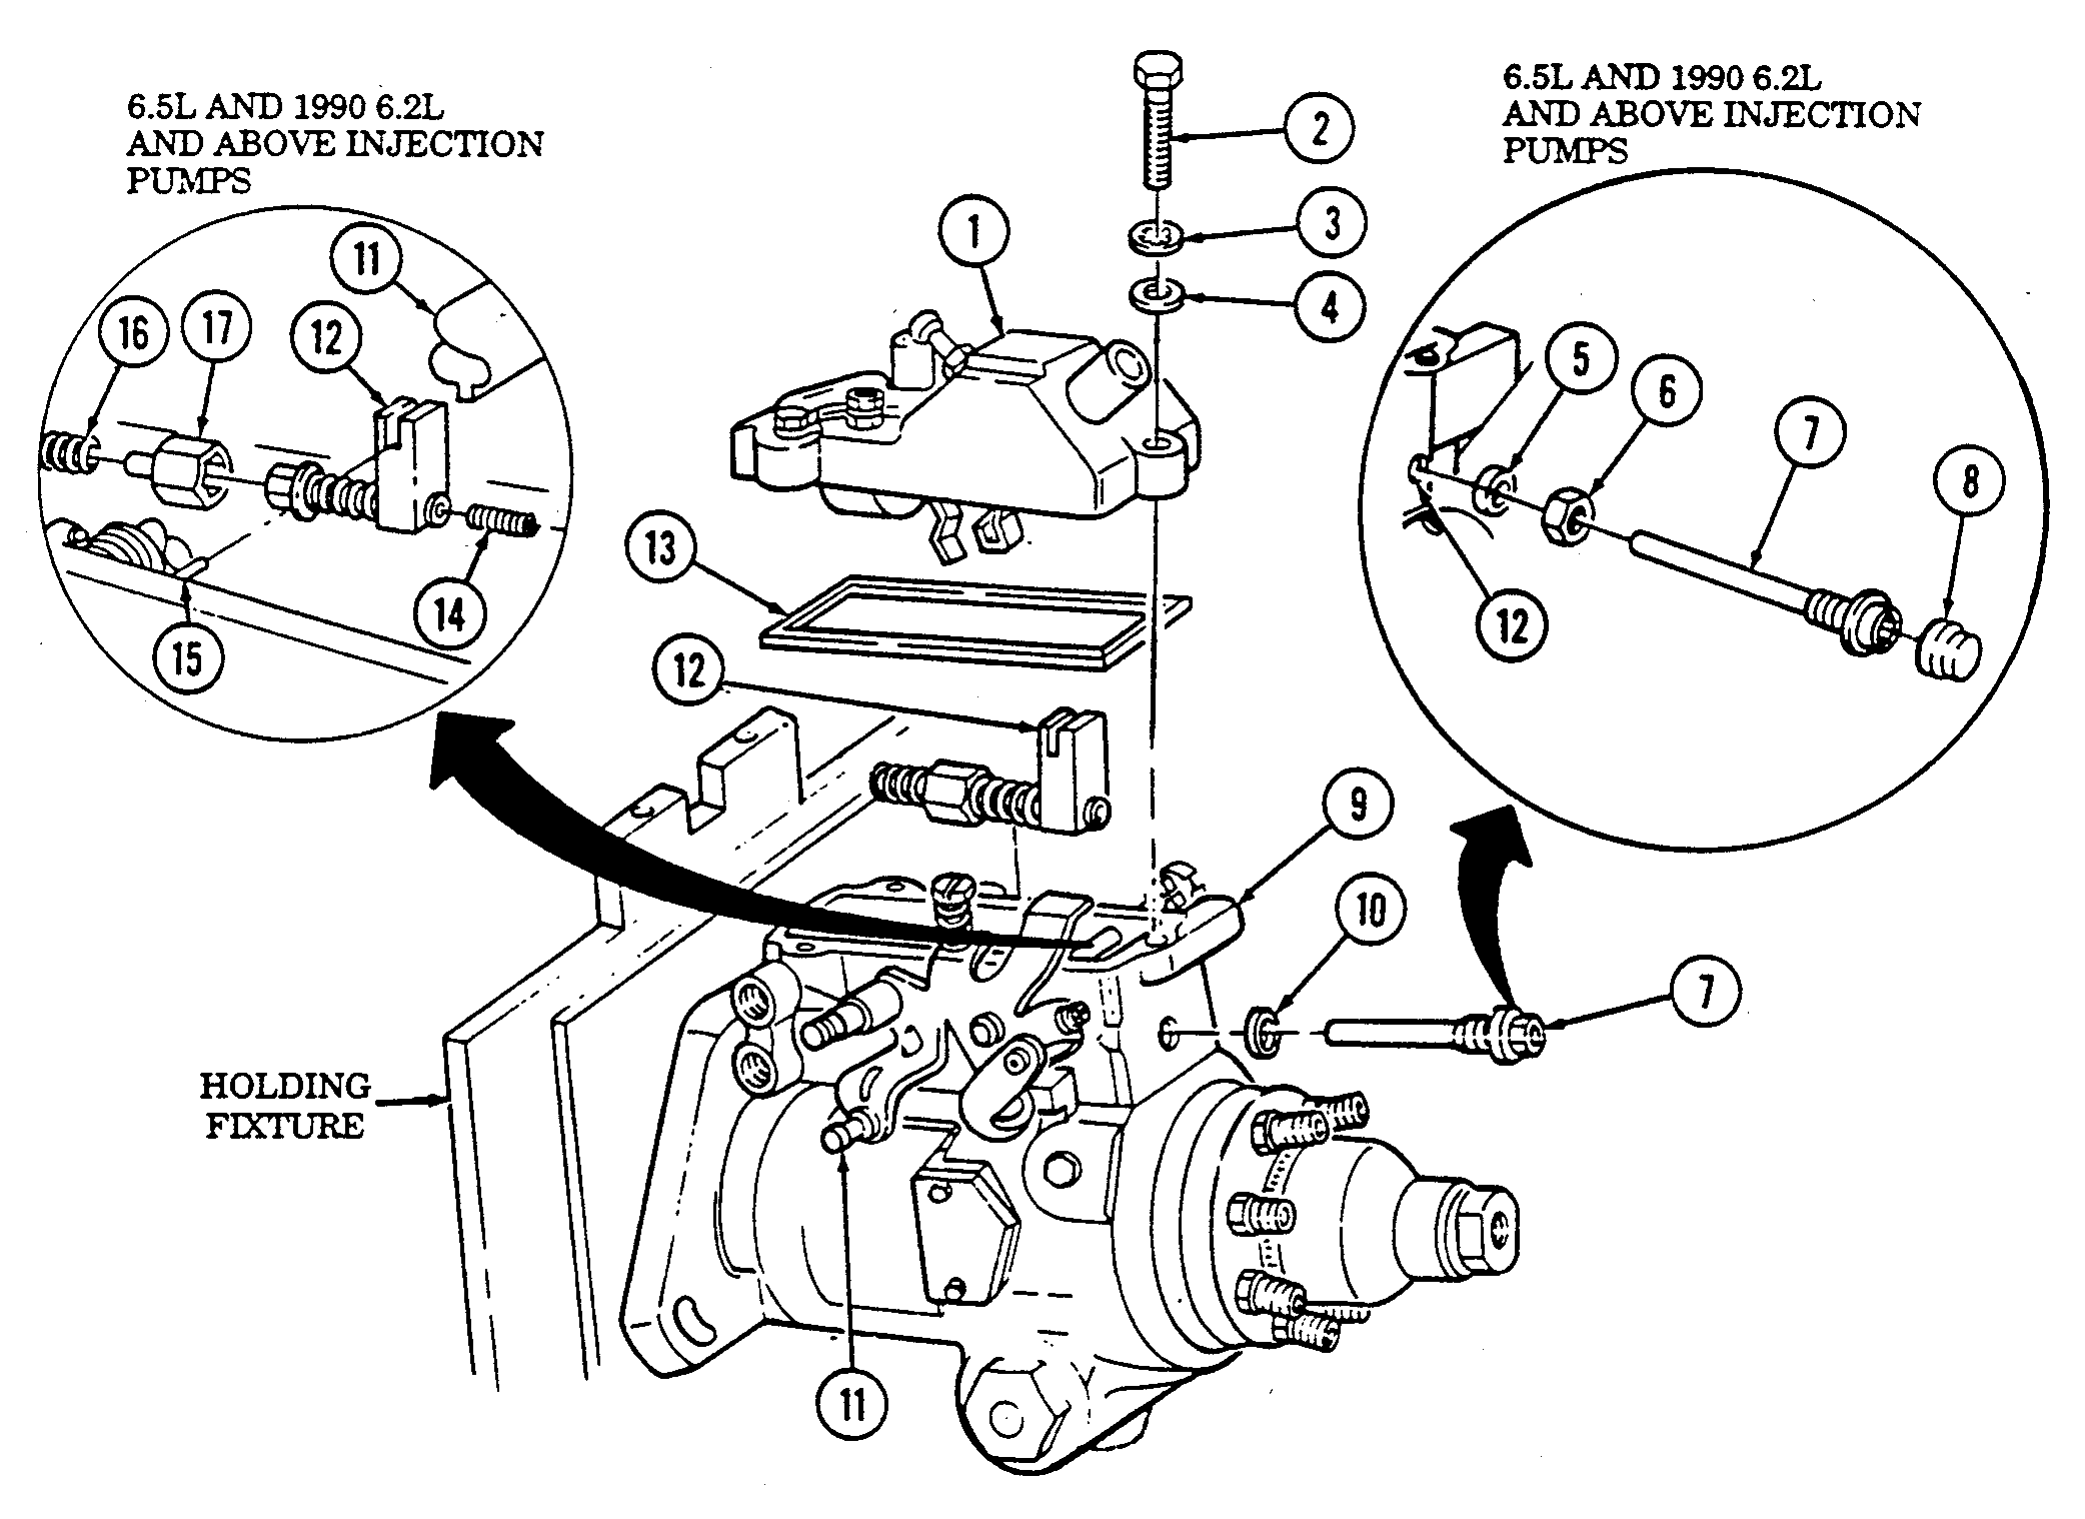 6.5L AND 1990 6.2L
AND ABOVE INJECTION
PUMPS
6.5L AND 1990 6.2L
AND ABOVE INJECTION
PUMPS
2
3
1
4
11
16
17
12
5
6
7
8
13
14
15
12
12
9
10
7
HOLDING
FIXTURE
11